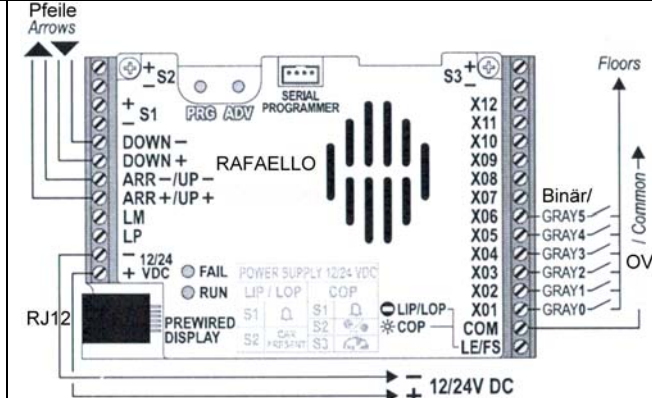 Pfeile
Arrows
S2 + −
S1 + −
PRG ADV
SERIAL PROGRAMMER
S3 + −
Floors
DOWN −
DOWN +
ARR −/UP −
ARR +/UP +
LM
LP
− 12/24
+ VDC
RAFAELLO
X12
X11
X10
X09
X08
X07
X06
X05
X04
X03
X02
X01
COM
LE/FS
Binär/
GRAY5
GRAY4
GRAY3
GRAY2
GRAY1
GRAY0
/ Common
OV
FAIL
RUN
POWER SUPPLY 12/24 VDC
LIP / LOP COP
S1 S1
S2 CAR PRESENT S2
S3
LIP/LOP
COP
RJ12
PREWIRED DISPLAY
− 12/24V DC
+